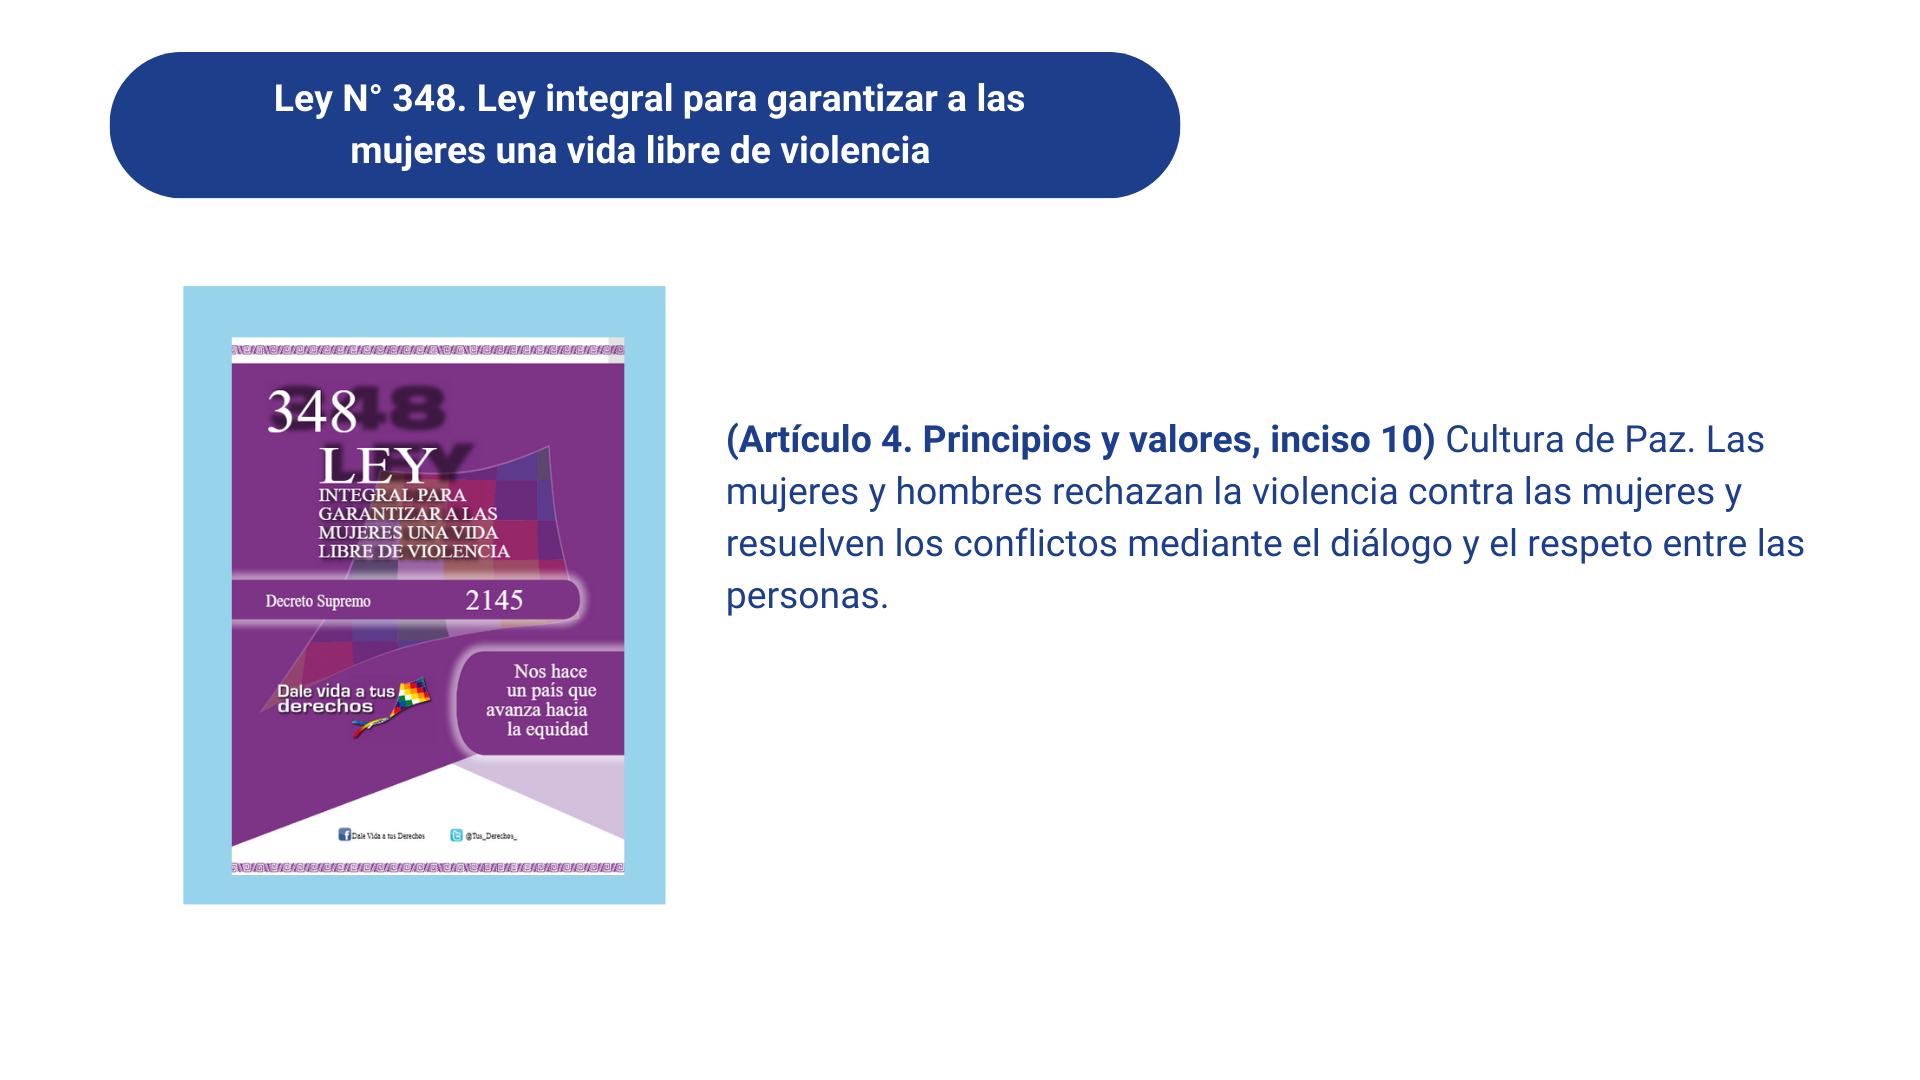 Ley N° 348. Ley integral para garantizar a las
mujeres una vida libre de violencia
348
LEY
INTEGRAL PARA
GARANTIZAR A LAS
MUJERES UNA VIDA
LIBRE DE VIOLENCIA
Decreto Supremo 2145
Dale vida a tus
derechos
Nos hace
un país que
avanza hacia
la equidad
Dale Vida a tus Derechos @Tus_Derechos_
(Artículo 4. Principios y valores, inciso 10) Cultura de Paz. Las
mujeres y hombres rechazan la violencia contra las mujeres y
resuelven los conflictos mediante el diálogo y el respeto entre las
personas.